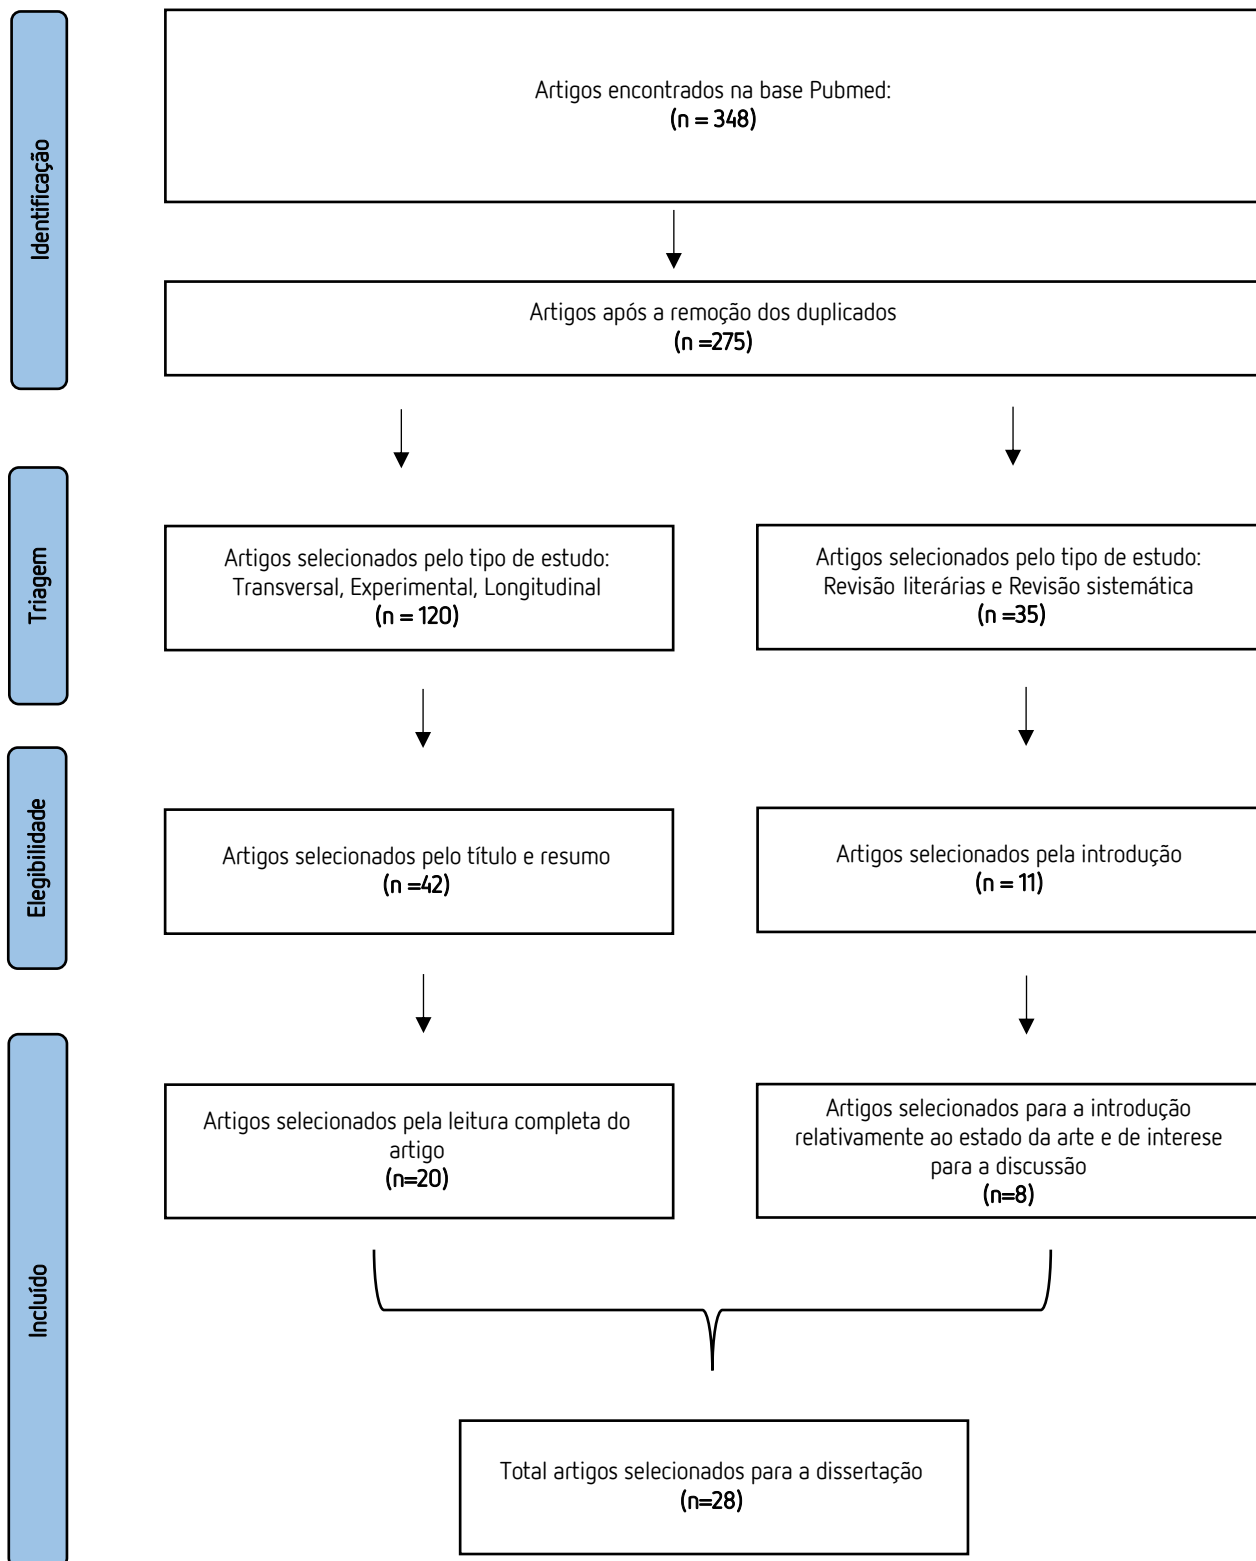 Identificação
Artigos encontrados na base Pubmed:
(n = 348)
Artigos após a remoção dos duplicados
(n =275)
Triagem
Artigos selecionados pelo tipo de estudo:
Transversal, Experimental, Longitudinal
(n = 120)
Artigos selecionados pelo tipo de estudo:
Revisão literárias e Revisão sistemática
(n =35)
Elegibilidade
Artigos selecionados pelo título e resumo
(n =42)
Artigos selecionados pela introdução
(n = 11)
Incluído
Artigos selecionados pela leitura completa do
artigo
(n=20)
Artigos selecionados para a introdução
relativamente ao estado da arte e de interese
para a discussão
(n=8)
Total artigos selecionados para a dissertação
(n=28)